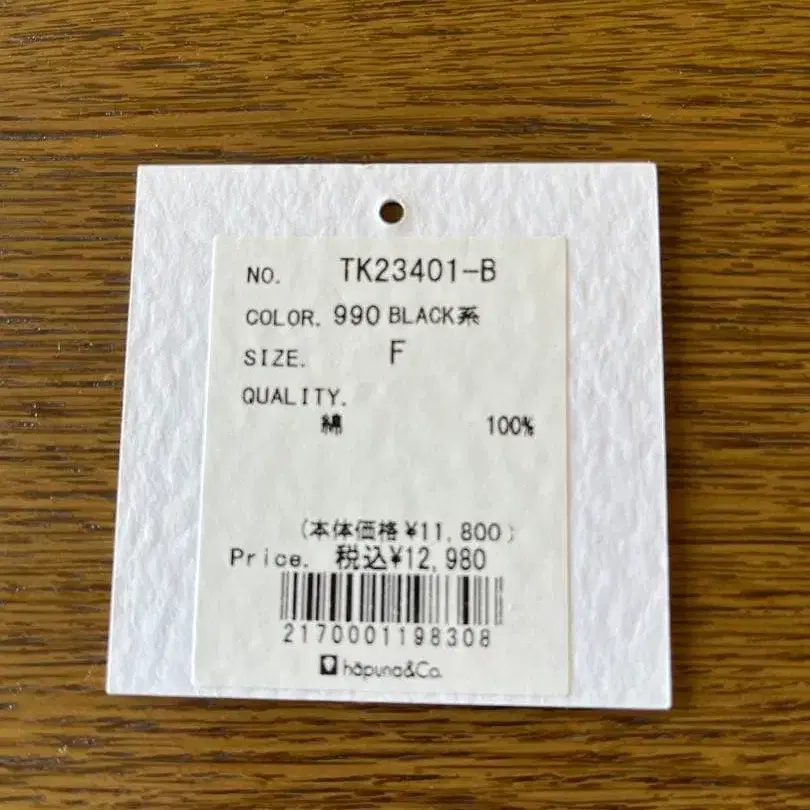 NO. TK23401-B
COLOR. 990 BLACK系
SIZE. F
QUALITY.
綿 100%
(本体価格¥11,800)
Price. 税込¥12,980
2170001198308
hāpuna&Co.